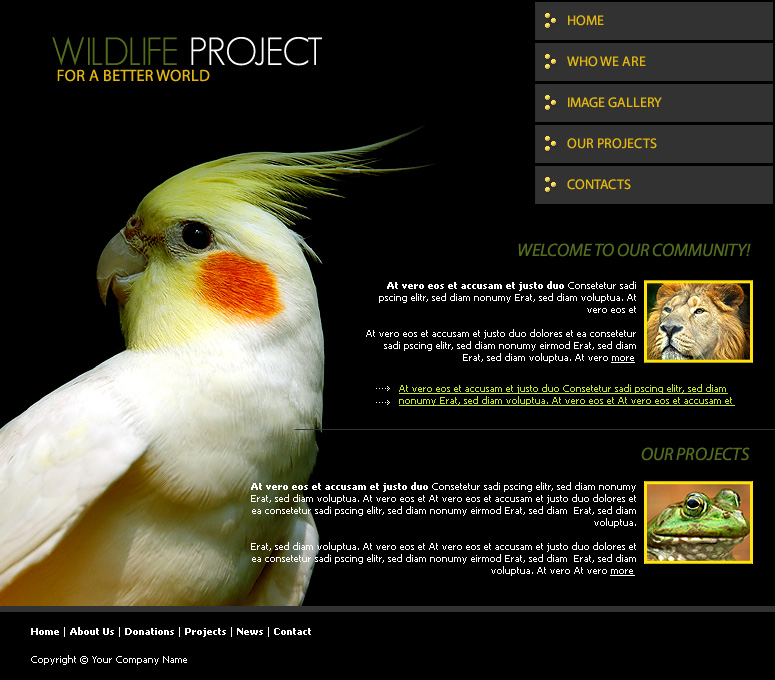 WILDLIFE PROJECT
FOR A BETTER WORLD
HOME
WHO WE ARE
IMAGE GALLERY
OUR PROJECTS
CONTACTS
WELCOME TO OUR COMMUNITY!
At vero eos et accusam et justo duo Consetetur sadi
pscing elitr, sed diam nonumy Erat, sed diam voluptua. At
vero eos et
At vero eos et accusam et justo duo dolores et ea consetetur
sadi pscing elitr, sed diam nonumy eirmod Erat, sed diam
Erat, sed diam voluptua. At vero more
At vero eos et accusam et justo duo Consetetur sadi pscing elitr, sed diam
nonumy Erat, sed diam voluptua. At vero eos et At vero eos et accusam et
OUR PROJECTS
At vero eos et accusam et justo duo Consetetur sadi pscing elitr, sed diam nonumy
Erat, sed diam voluptua. At vero eos et At vero eos et accusam et justo duo dolores et
ea consetetur sadi pscing elitr, sed diam nonumy eirmod Erat, sed diam Erat, sed diam
voluptua.
Erat, sed diam voluptua. At vero eos et At vero eos et accusam et justo duo dolores et
ea consetetur sadi pscing elitr, sed diam nonumy eirmod Erat, sed diam Erat, sed diam
voluptua. At vero At vero more
Home | About Us | Donations | Projects | News | Contact
Copyright © Your Company Name